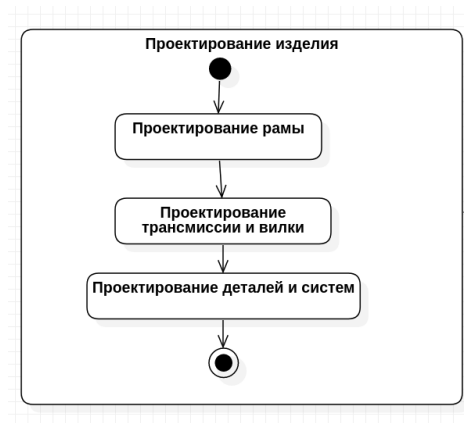 Проектирование изделия
Проектирование рамы
Проектирование
трансмиссии и вилки
Проектирование деталей и систем